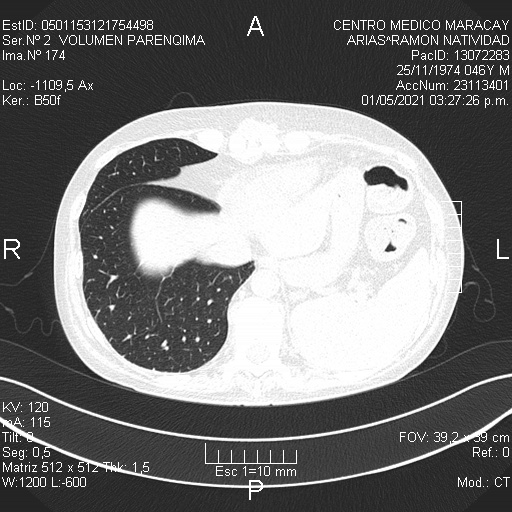 EstID: 0501153121754498
Ser.Nº 2 VOLUMEN PARENQIMA
Ima.Nº 174
Loc: -1109,5 Ax
Ker.: B50f
A
CENTRO MEDICO MARACAY
ARIAS^RAMON NATIVIDAD
PacID: 13072283
25/11/1974 046Y M
AccNum: 23113401
01/05/2021 03:27:26 p.m.
R
L
KV: 120
mA: 115
Tilt: 0
Seg: 0,5
Matriz 512 x 512 Thk: 1,5
W:1200 L:-600
Esc 1=10 mm
P
FOV: 39,2 x 39 cm
Ref.: 0
Mod.: CT